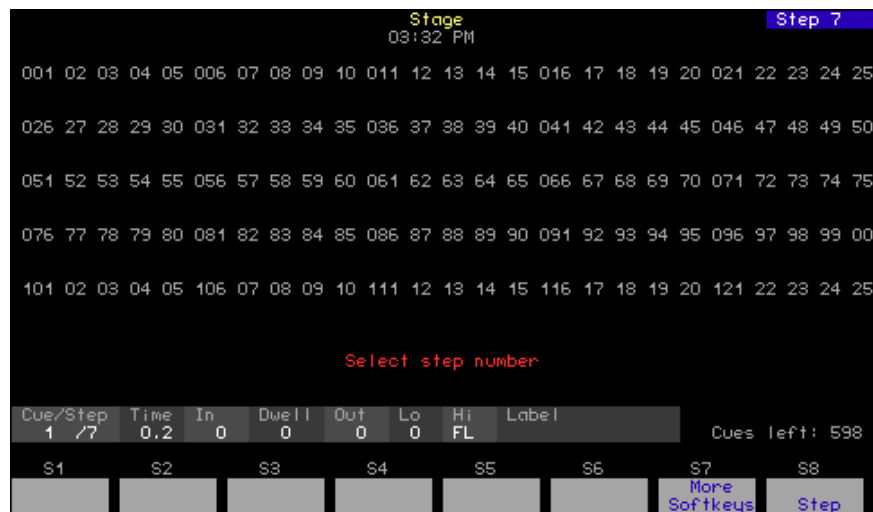 Stage Step 7
03:32 PM
001 02 03 04 05 006 07 08 09 10 011 12 13 14 15 016 17 18 19 20 021 22 23 24 25
026 27 28 29 30 031 32 33 34 35 036 37 38 39 40 041 42 43 44 45 046 47 48 49 50
051 52 53 54 55 056 57 58 59 60 061 62 63 64 65 066 67 68 69 70 071 72 73 74 75
076 77 78 79 80 081 82 83 84 85 086 87 88 89 90 091 92 93 94 95 096 97 98 99 00
101 02 03 04 05 106 07 08 09 10 111 12 13 14 15 116 17 18 19 20 121 22 23 24 25
Select step number
Cue/Step Time In Dwell Out Lo Hi Label
1 /7 0.2 0 0 0 0 FL Cues left: 598
S1 S2 S3 S4 S5 S6 S7 S8
More
Softkeys Step